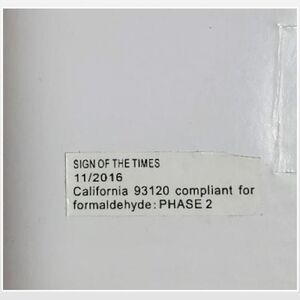 SIGN OF THE TIMES
11/2016
California 93120 compliant for
formaldehyde: PHASE 2